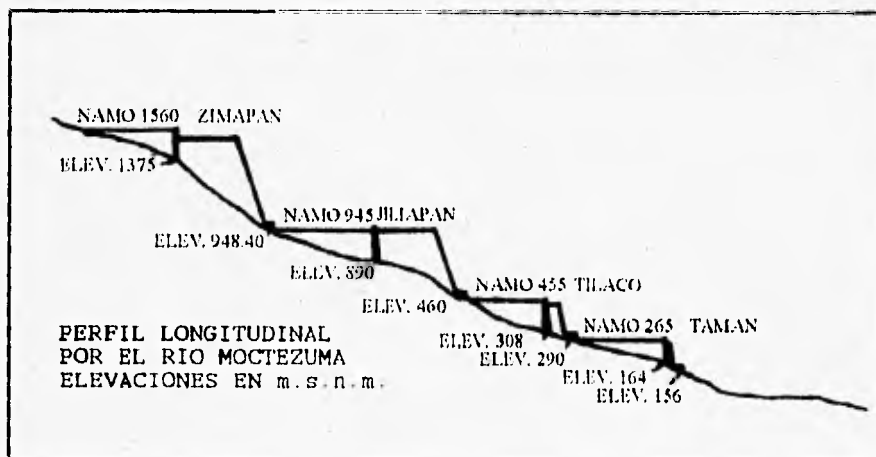 NAMO 1560 ZIMAPAN
ELEV. 1375
NAMO 945 JILIAPAN
ELEV. 948.40
ELEV. 890
NAMO 455 TILACO
ELEV. 460
ELEV. 308
NAMO 265 TAMAN
ELEV. 290
ELEV. 164
ELEV. 156
PERFIL LONGITUDINAL
POR EL RIO MOCTEZUMA
ELEVACIONES EN m.s.n.m.